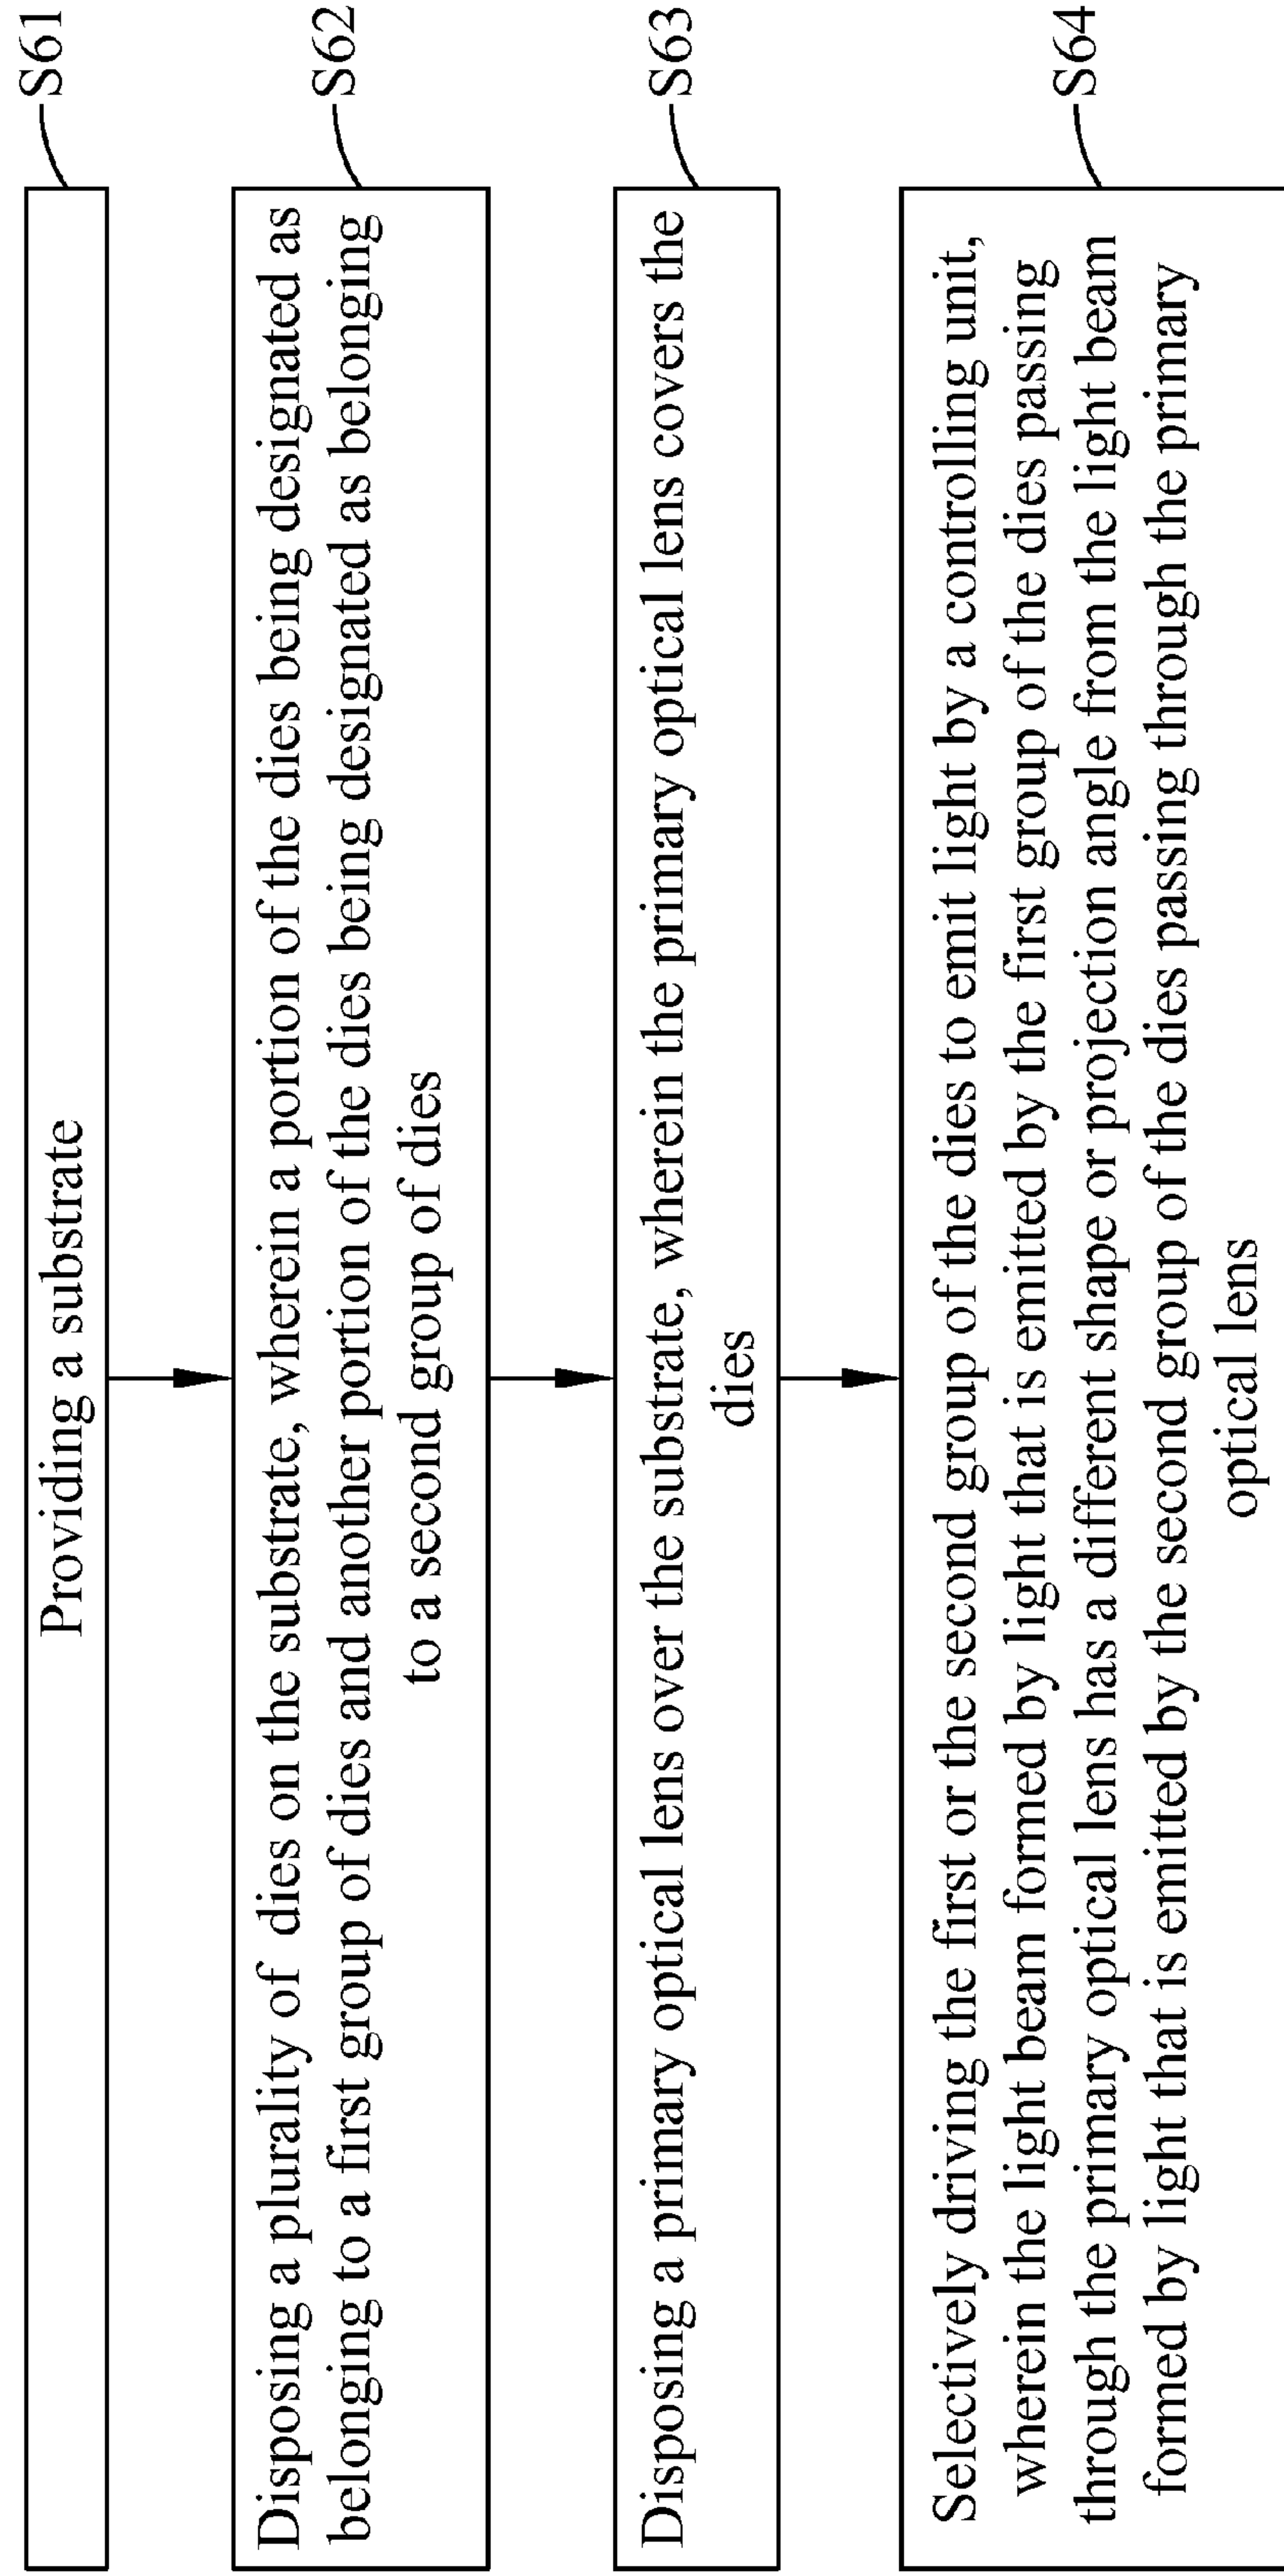 Providing a substrate
S61
Disposing a plurality of dies on the substrate, wherein a portion of the dies being designated as
belonging to a first group of dies and another portion of the dies being designated as belonging
to a second group of dies
S62
Disposing a primary optical lens over the substrate, wherein the primary optical lens covers the
dies
S63
Selectively driving the first or the second group of the dies to emit light by a controlling unit,
wherein the light beam formed by light that is emitted by the first group of the dies passing
through the primary optical lens has a different shape or projection angle from the light beam
formed by light that is emitted by the second group of the dies passing through the primary
optical lens
S64